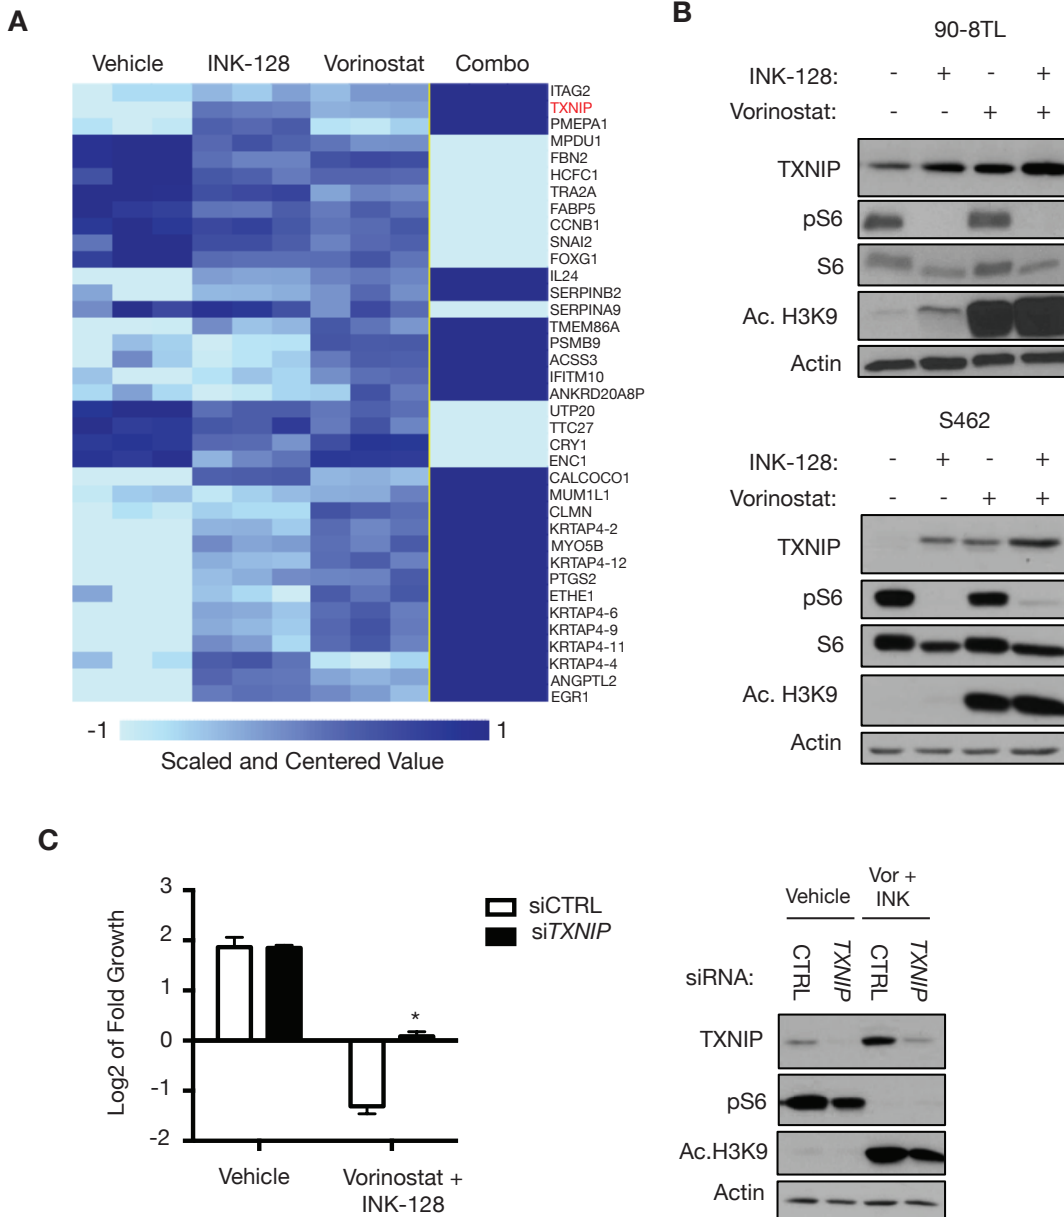 A
Vehicle INK-128 Vorinostat Combo
ITAG2
TXNIP
PMEPA1
MPDU1
FBN2
HCFC1
TRA2A
FABP5
CCNB1
SNAI2
FOXG1
IL24
SERPINB2
SERPINA9
TMEM86A
PSMB9
ACSS3
IFITM10
ANKRD20A8P
UTP20
TTC27
CRY1
ENC1
CALCOCO1
MUM1L1
CLMN
KRTAP4-2
MYO5B
KRTAP4-12
PTGS2
ETHE1
KRTAP4-6
KRTAP4-9
KRTAP4-11
KRTAP4-4
ANGPTL2
EGR1
-1 1
Scaled and Centered Value
B
90-8TL
INK-128: - + - +
Vorinostat: - - + +
TXNIP
pS6
S6
Ac. H3K9
Actin
S462
INK-128: - + - +
Vorinostat: - - + +
TXNIP
pS6
S6
Ac. H3K9
Actin
C
Log2 of Fold Growth
3
2
1
0
-1
-2
*
Vehicle
Vorinostat +
INK-128
siCTRL
siTXNIP
Vehicle
Vor +
INK
siRNA: CTRL TXNIP CTRL TXNIP
TXNIP
pS6
Ac.H3K9
Actin